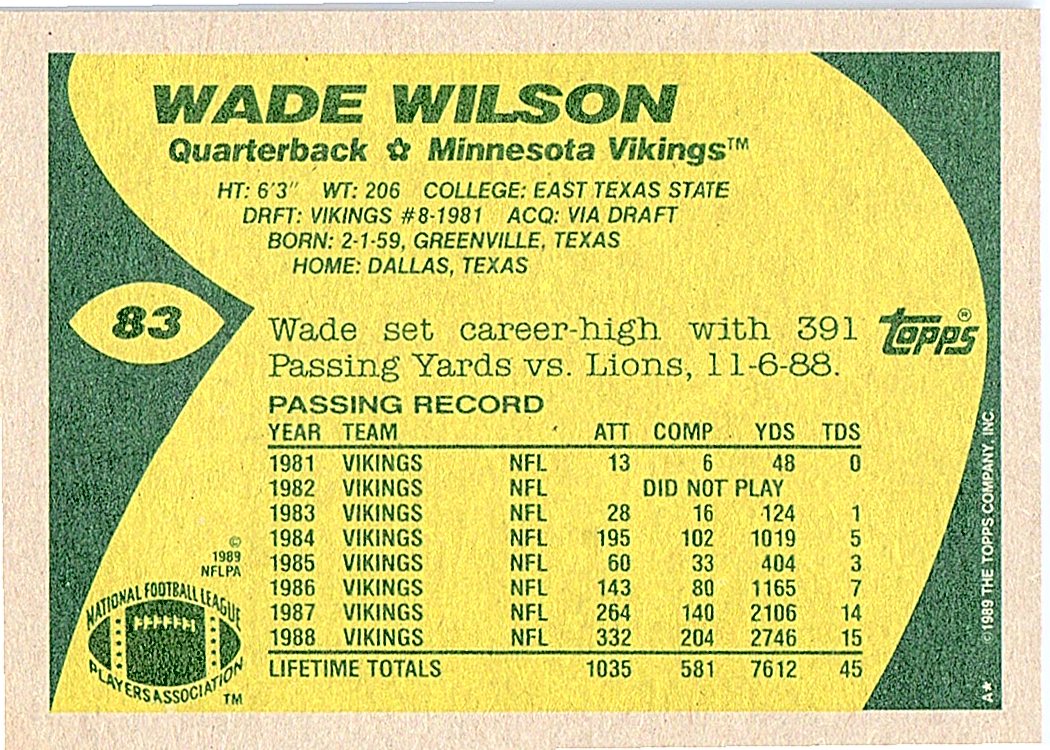 WADE WILSON
Quarterback ✿ Minnesota Vikings™
HT: 6'3" WT: 206 COLLEGE: EAST TEXAS STATE
DRFT: VIKINGS #8-1981 ACQ: VIA DRAFT
BORN: 2-1-59, GREENVILLE, TEXAS
HOME: DALLAS, TEXAS
83
Wade set career-high with 391
Passing Yards vs. Lions, 11-6-88.
topps®
PASSING RECORD
YEAR TEAM ATT COMP YDS TDS
1981 VIKINGS NFL 13 6 48 0
1982 VIKINGS NFL DID NOT PLAY
1983 VIKINGS NFL 28 16 124 1
1984 VIKINGS NFL 195 102 1019 5
1985 VIKINGS NFL 60 33 404 3
1986 VIKINGS NFL 143 80 1165 7
1987 VIKINGS NFL 264 140 2106 14
1988 VIKINGS NFL 332 204 2746 15
LIFETIME TOTALS 1035 581 7612 45
©
1989
NFLPA
NATIONAL FOOTBALL LEAGUE
PLAYERS ASSOCIATION
TM
©1989 THE TOPPS COMPANY, INC.
A★